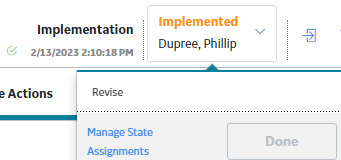 Implementation
2/13/2023 2:10:18 PM
Implemented
Dupree, Phillip
Actions
Revise
Manage State
Assignments
Done